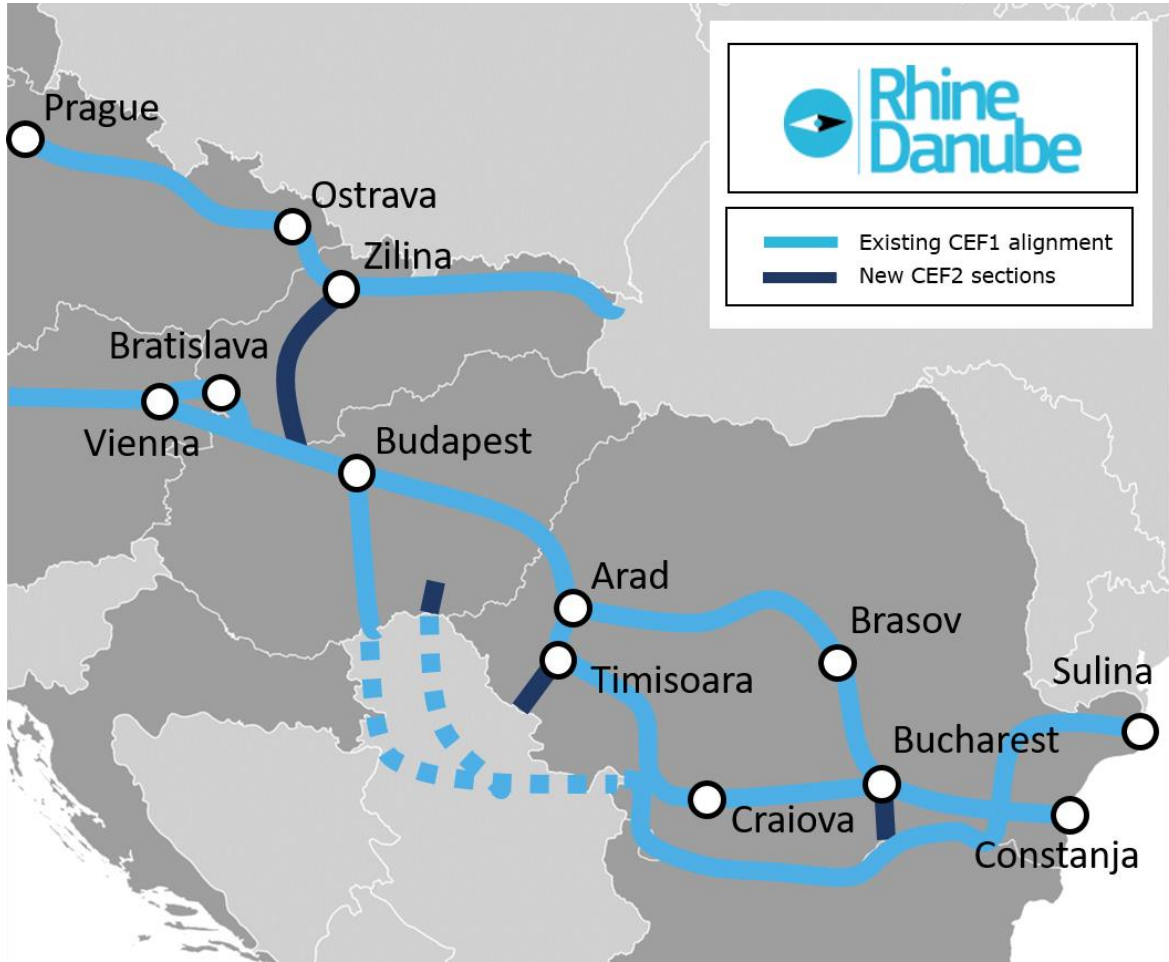 Prague
Rhine
Danube
Ostrava
Existing CEF1 alignment
Zilina
New CEF2 sections
Bratislava
Vienna
Budapest
Arad
Brasov
Timisoara
Sulina
Bucharest
Craiova
Constanja